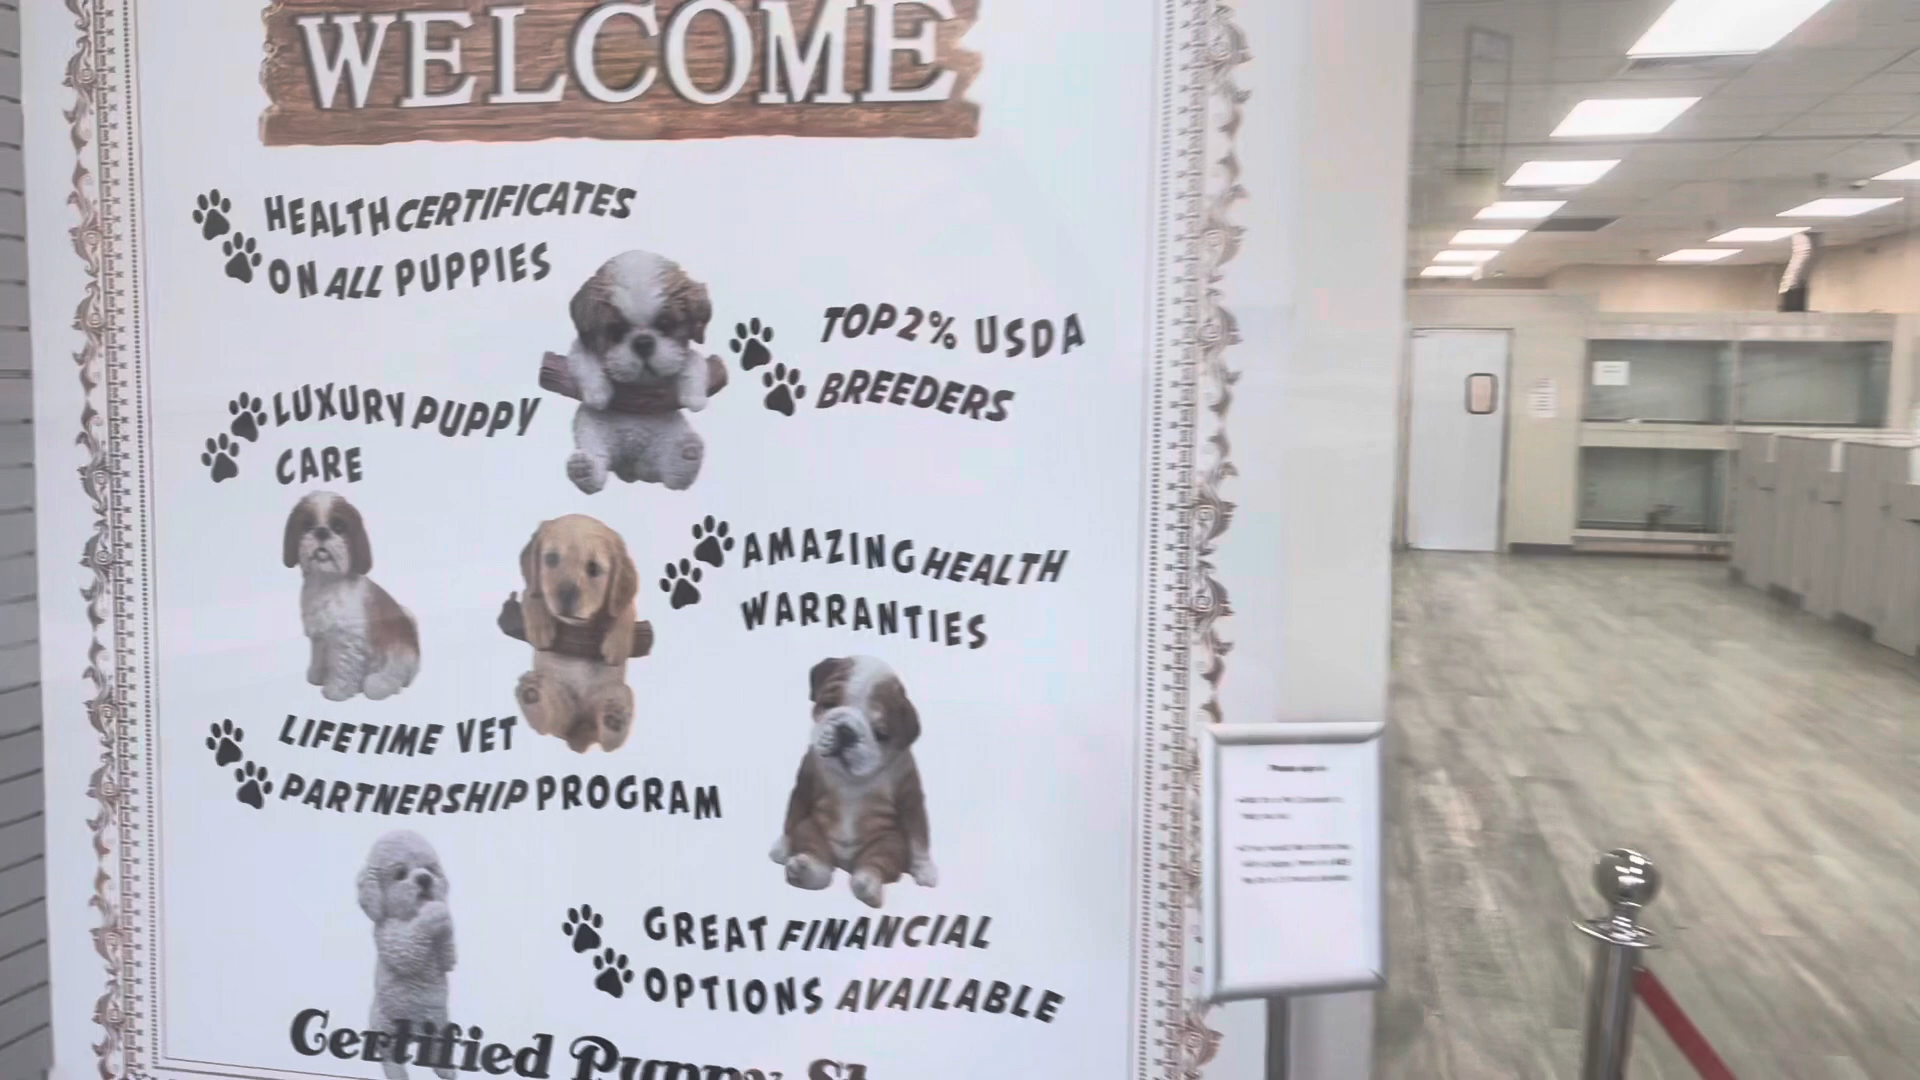 WELCOME
HEALTH CERTIFICATES
ON ALL PUPPIES
TOP 2% USDA
BREEDERS
LUXURY PUPPY
CARE
AMAZING HEALTH
WARRANTIES
LIFETIME VET
PARTNERSHIP PROGRAM
GREAT FINANCIAL
OPTIONS AVAILABLE
Certified Puppy